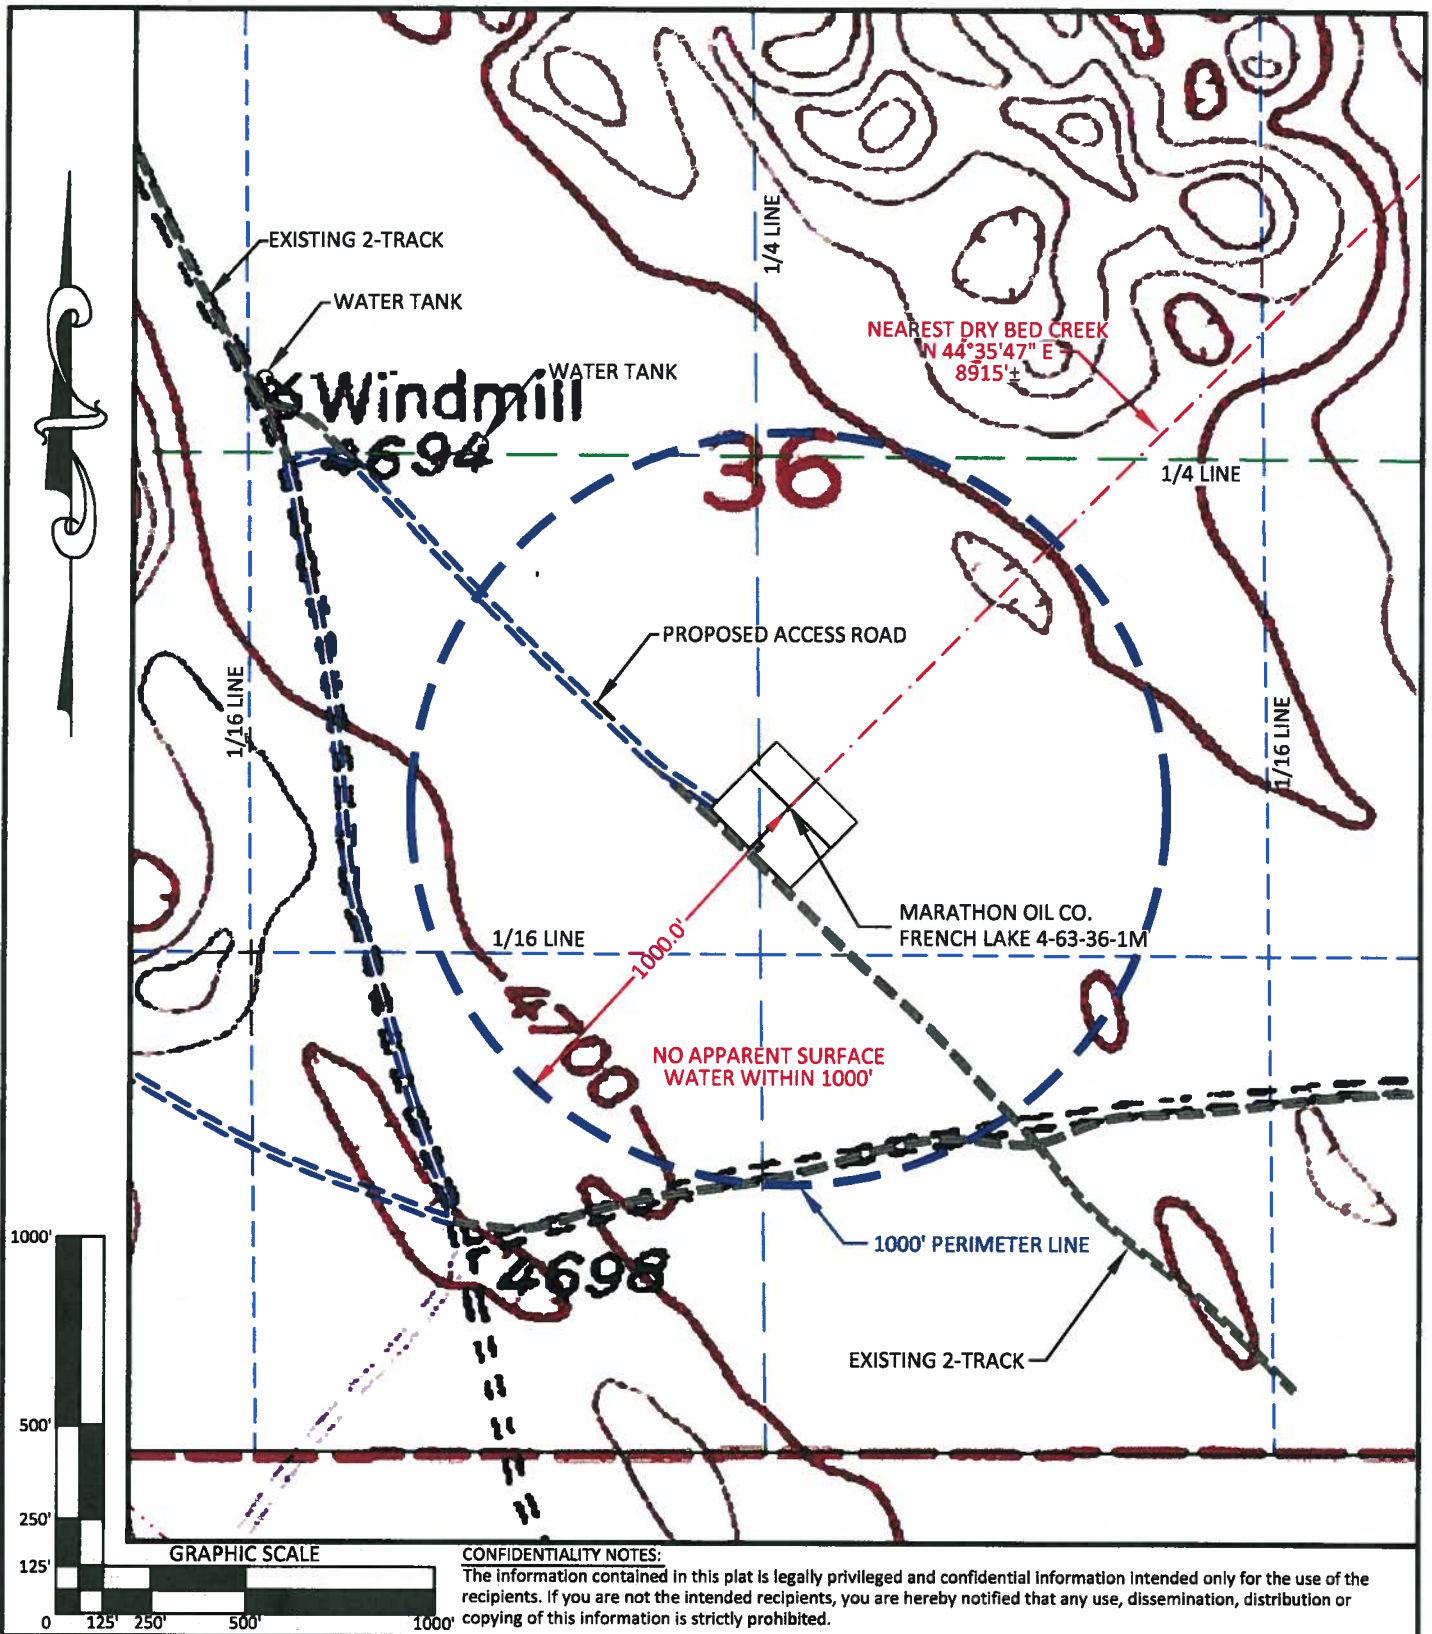 1/4 LINE
EXISTING 2-TRACK
WATER TANK
NEAREST DRY BED CREEK
N 44°35'47" E
8915'±
WATER TANK
Windmill
4694
36
1/4 LINE
PROPOSED ACCESS ROAD
1/16 LINE
1/16 LINE
MARATHON OIL CO.
FRENCH LAKE 4-63-36-1M
1/16 LINE
1000.0'
4700
NO APPARENT SURFACE
WATER WITHIN 1000'
1000' PERIMETER LINE
4698
EXISTING 2-TRACK
1000'
500'
250'
125'
GRAPHIC SCALE
0 125' 250' 500' 1000'
CONFIDENTIALITY NOTES:
The information contained in this plat is legally privileged and confidential information intended only for the use of the
recipients. If you are not the intended recipients, you are hereby notified that any use, dissemination, distribution or
copying of this information is strictly prohibited.